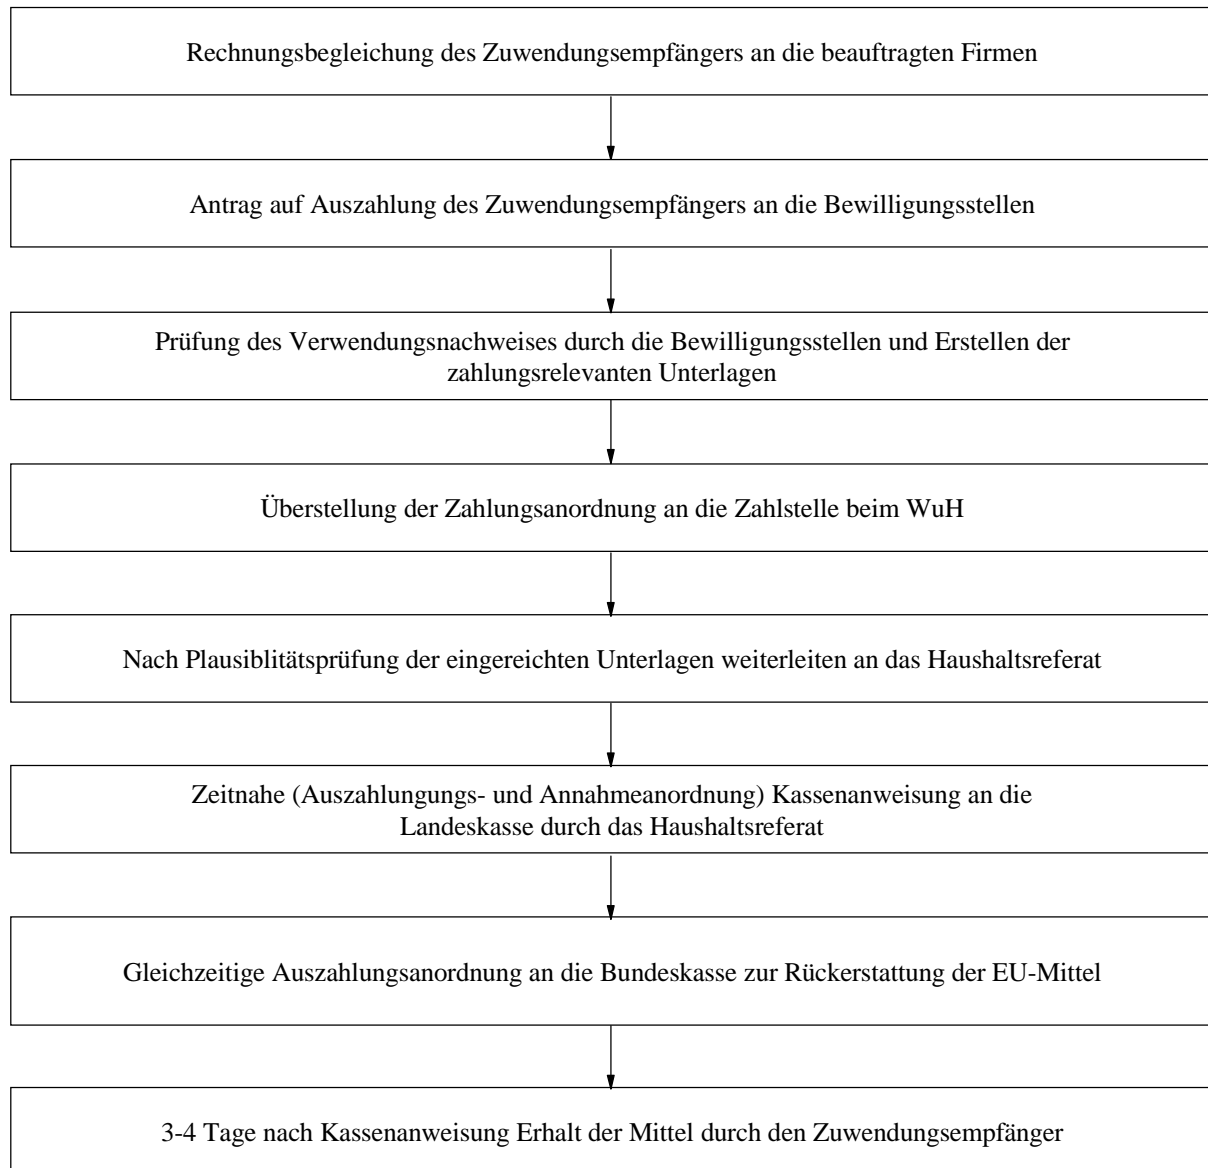 Rechnungsbegleichung des Zuwendungsempfängers an die beauftragten Firmen
Antrag auf Auszahlung des Zuwendungsempfängers an die Bewilligungsstellen
Prüfung des Verwendungsnachweises durch die Bewilligungsstellen und Erstellen der
zahlungsrelevanten Unterlagen
Überstellung der Zahlungsanordnung an die Zahlstelle beim WuH
Nach Plausiblitätsprüfung der eingereichten Unterlagen weiterleiten an das Haushaltsreferat
Zeitnahe (Auszahlungungs- und Annahmeanordnung) Kassenanweisung an die
Landeskasse durch das Haushaltsreferat
Gleichzeitige Auszahlungsanordnung an die Bundeskasse zur Rückerstattung der EU-Mittel
3-4 Tage nach Kassenanweisung Erhalt der Mittel durch den Zuwendungsempfänger